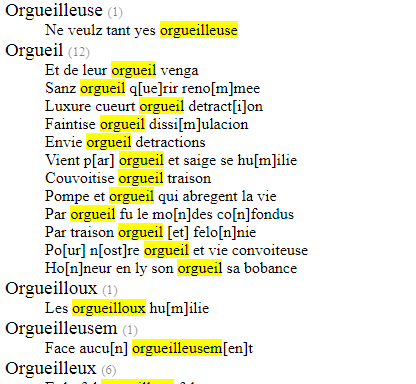 Orgueilleuse (1)
Ne veulz tant yes orgueilleuse
Orgueil (12)
Et de leur orgueil venga
Sanz orgueil q[ue]rir reno[m]mee
Luxure cueurt orgueil detract[i]on
Faintise orgueil dissi[m]ulacion
Envie orgueil detractions
Vient p[ar] orgueil et saige se hu[m]ilie
Couvoitise orgueil traison
Pompe et orgueil qui abregent la vie
Par orgueil fu le mo[n]des co[n]fondus
Par traison orgueil [et] felo[n]nie
Po[ur] n[ost]re orgueil et vie convoiteuse
Ho[n]neur en ly son orgueil sa bobance
Orgueilloux (1)
Les orgueilloux hu[m]ilie
Orgueilleusem (1)
Face aucu[n] orgueilleusem[en]t
Orgueilleux (6)